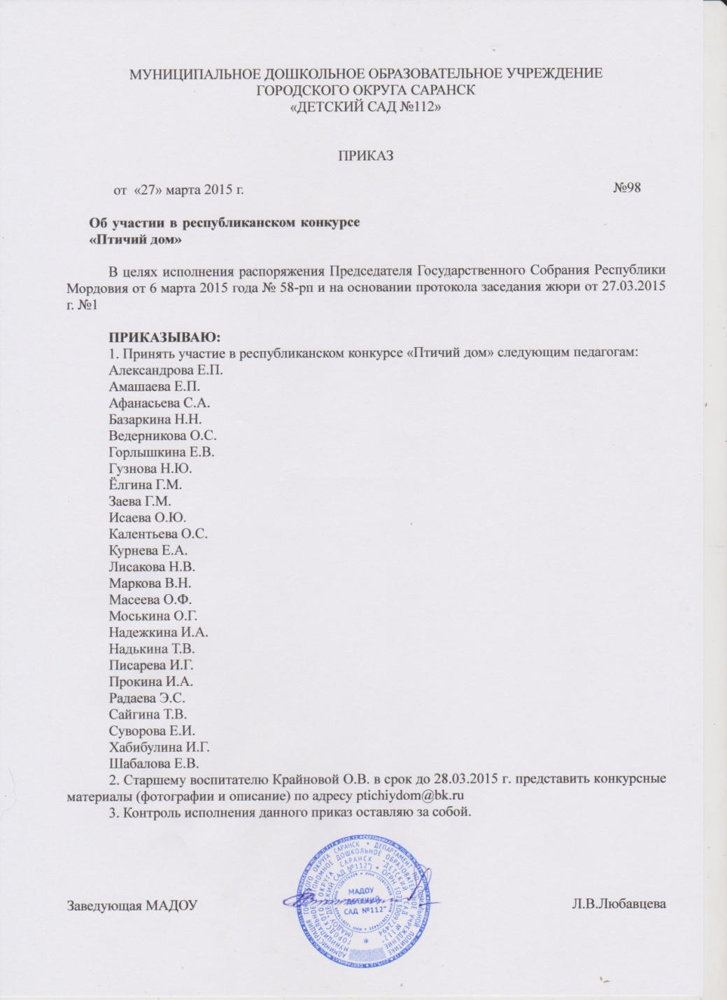 МУНИЦИПАЛЬНОЕ ДОШКОЛЬНОЕ ОБРАЗОВАТЕЛЬНОЕ УЧРЕЖДЕНИЕ
ГОРОДСКОГО ОКРУГА САРАНСК
«ДЕТСКИЙ САД №112»
ПРИКАЗ
от «27» марта 2015 г. №98
Об участии в республиканском конкурсе
«Птичий дом»
В целях исполнения распоряжения Председателя Государственного Собрания Республики
Мордовия от 6 марта 2015 года № 58-рп и на основании протокола заседания жюри от 27.03.2015
г. №1
ПРИКАЗЫВАЮ:
1. Принять участие в республиканском конкурсе «Птичий дом» следующим педагогам:
Александрова Е.П.
Амашаева Е.П.
Афанасьева С.А.
Базаркина Н.Н.
Ведерникова О.С.
Горлышкина Е.В.
Гузнова Н.Ю.
Ёлгина Г.М.
Заева Г.М.
Исаева О.Ю.
Калентьева О.С.
Курнева Е.А.
Лисакова Н.В.
Маркова В.Н.
Масеева О.Ф.
Моськина О.Г.
Надежкина И.А.
Надькина Т.В.
Писарева И.Г.
Прокина И.А.
Радаева Э.С.
Сайгина Т.В.
Суворова Е.И.
Хабибулина И.Г.
Шабалова Е.В.
2. Старшему воспитателю Крайновой О.В. в срок до 28.03.2015 г. представить конкурсные
материалы (фотографии и описание) по адресу ptichiydom@bk.ru
3. Контроль исполнения данного приказ оставляю за собой.
Заведующая МАДОУ Л.В.Любавцева
МАДОУ
"ДЕТСКИЙ
САД №112"